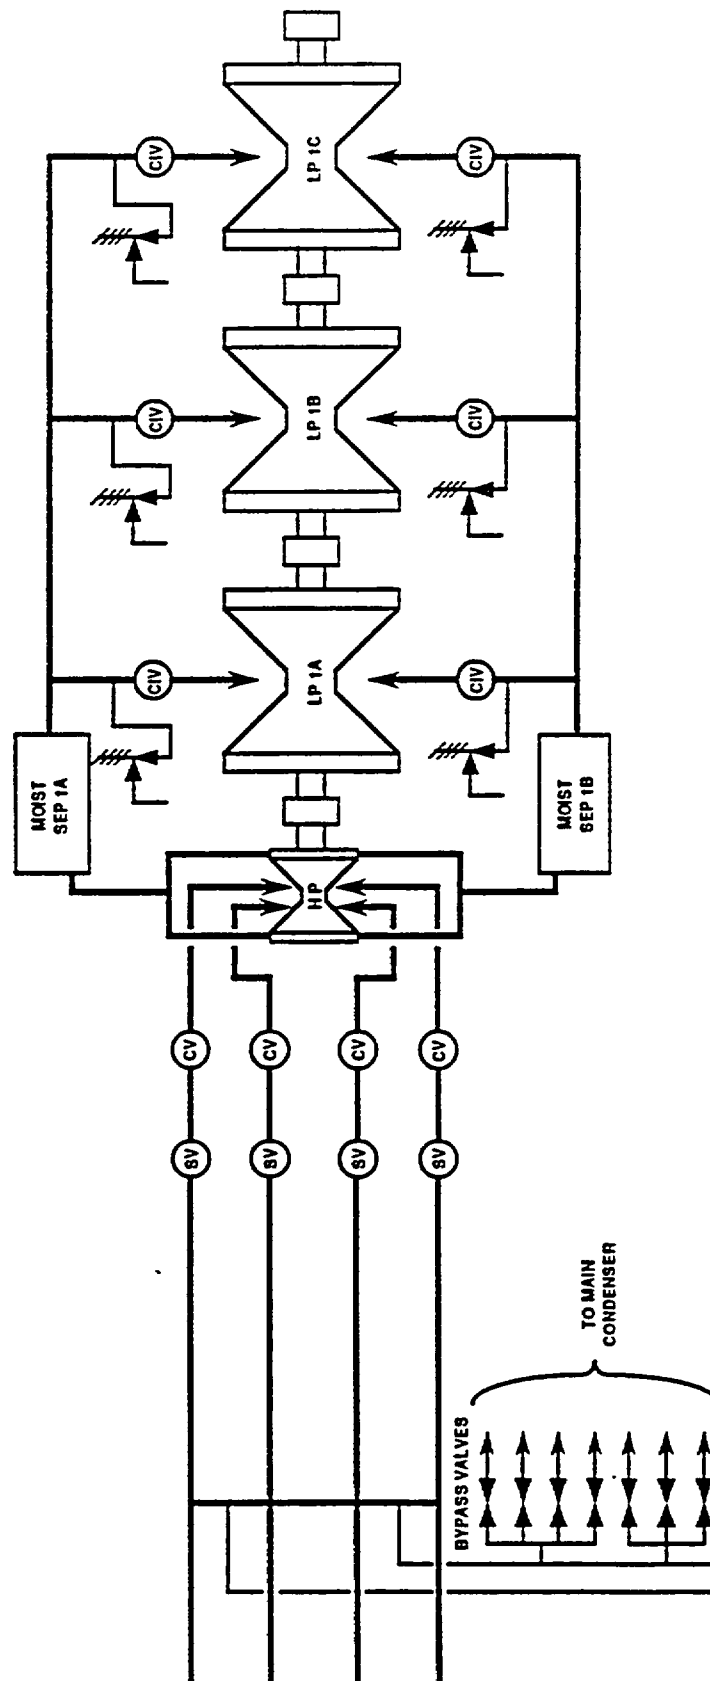 LP 1C
CIV
CIV
LP 1B
CIV
CIV
LP 1A
CIV
CIV
MOIST
SEP 1A
MOIST
SEP 1B
HP
CV
CV
CV
CV
SV
SV
SV
SV
TO MAIN
CONDENSER
BYPASS VALVES